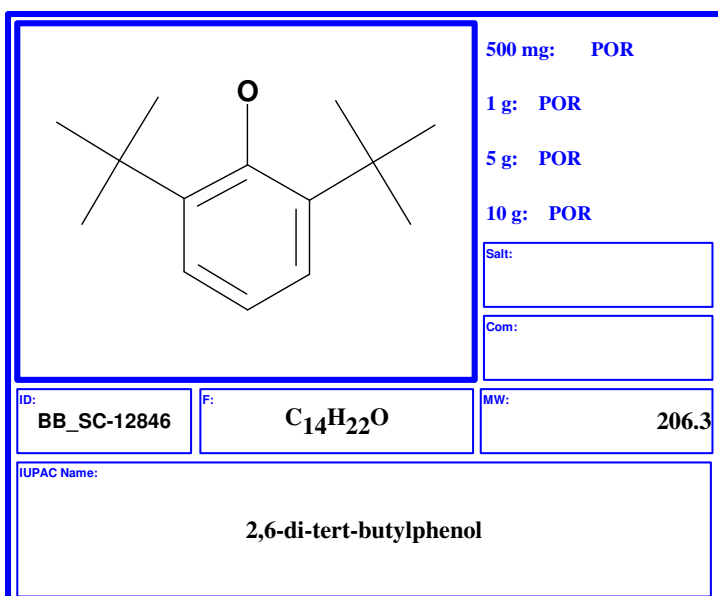 O
500 mg: POR
1 g: POR
5 g: POR
10 g: POR
Salt:
Com:
ID:
BB_SC-12846
F:
C14H22O
MW:
206.3
IUPAC Name:
2,6-di-tert-butylphenol